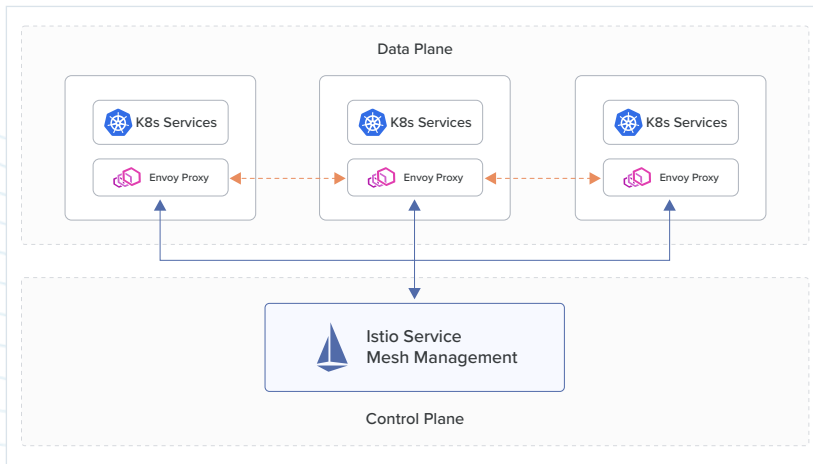 Data Plane
K8s Services
Envoy Proxy
K8s Services
Envoy Proxy
K8s Services
Envoy Proxy
Istio Service
Mesh Management
Control Plane